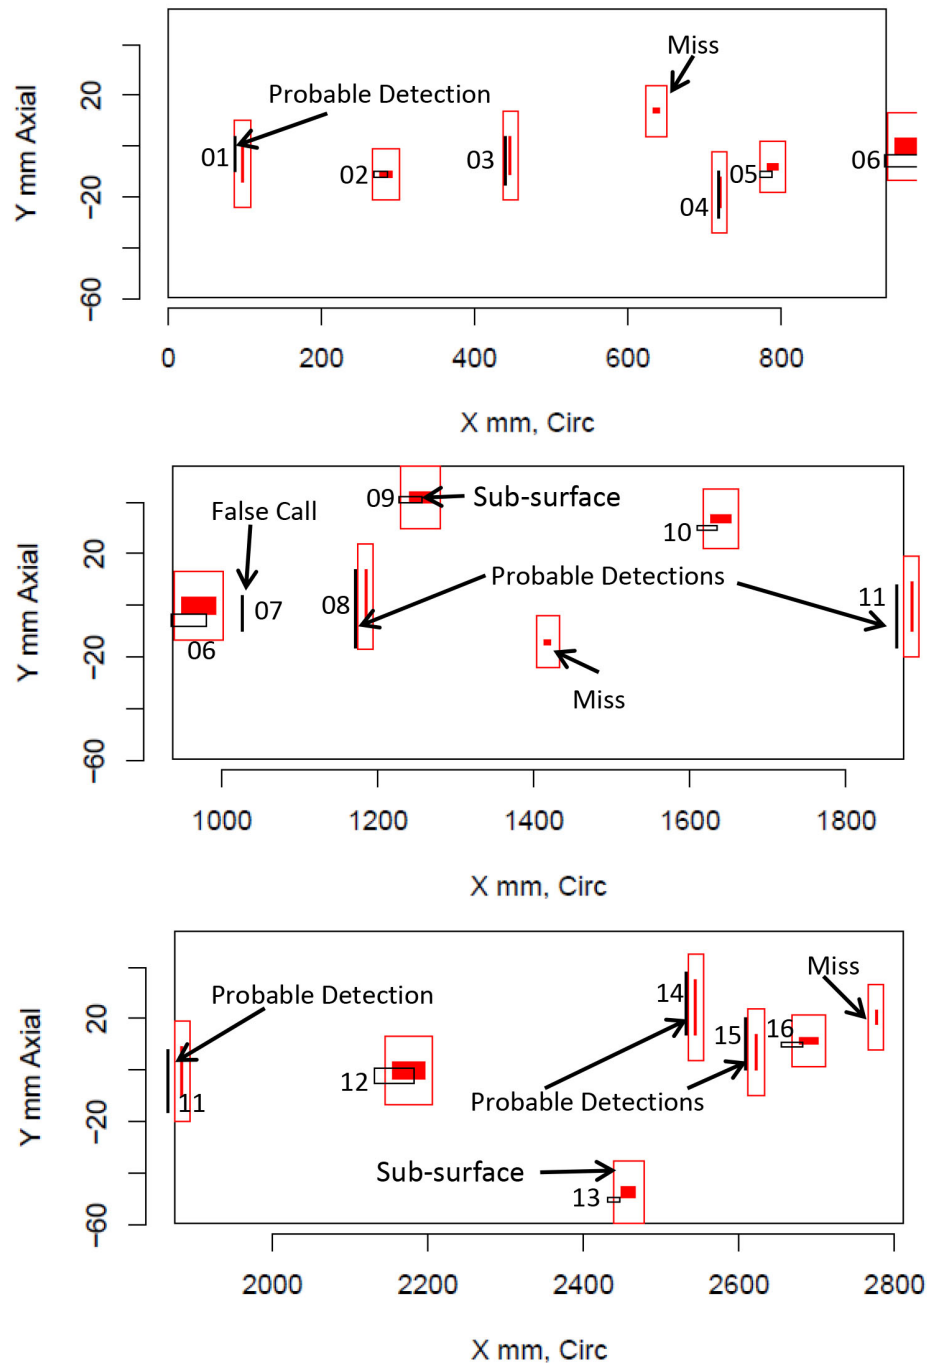 Miss
Probable Detection
20
01
02
03
04
05
06
-20
-60
Y mm Axial
0
200
400
600
800
X mm, Circ
False Call
09
Sub-surface
10
Probable Detections
20
06
07
08
11
-20
Miss
-60
Y mm Axial
1000
1200
1400
1600
1800
X mm, Circ
Probable Detection
14
Miss
20
15
16
11
12
Probable Detections
-20
Sub-surface
13
-60
Y mm Axial
2000
2200
2400
2600
2800
X mm, Circ